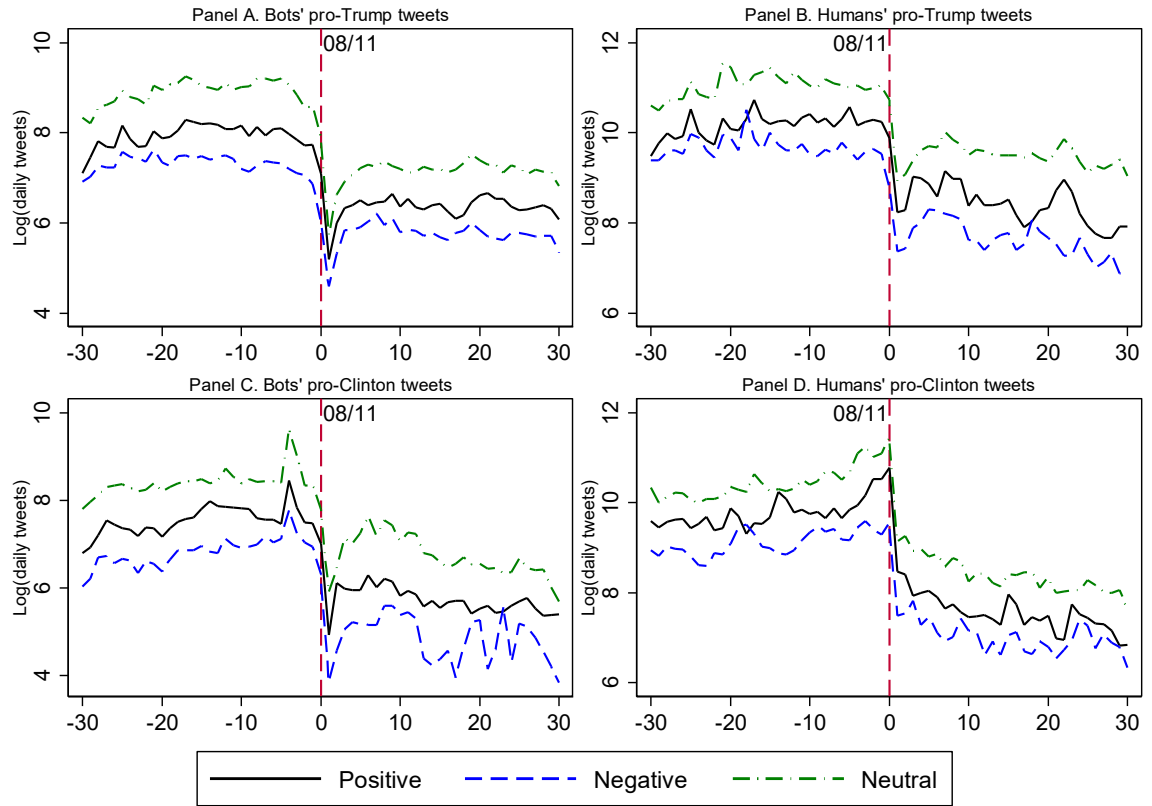 Panel A. Bots' pro-Trump tweets
Log(daily tweets)
10
8
6
4
08/11
-30 -20 -10 0 10 20 30
Panel B. Humans' pro-Trump tweets
Log(daily tweets)
12
10
8
6
08/11
-30 -20 -10 0 10 20 30
Panel C. Bots' pro-Clinton tweets
Log(daily tweets)
10
8
6
4
08/11
-30 -20 -10 0 10 20 30
Panel D. Humans' pro-Clinton tweets
Log(daily tweets)
12
10
8
6
08/11
-30 -20 -10 0 10 20 30
Positive Negative Neutral